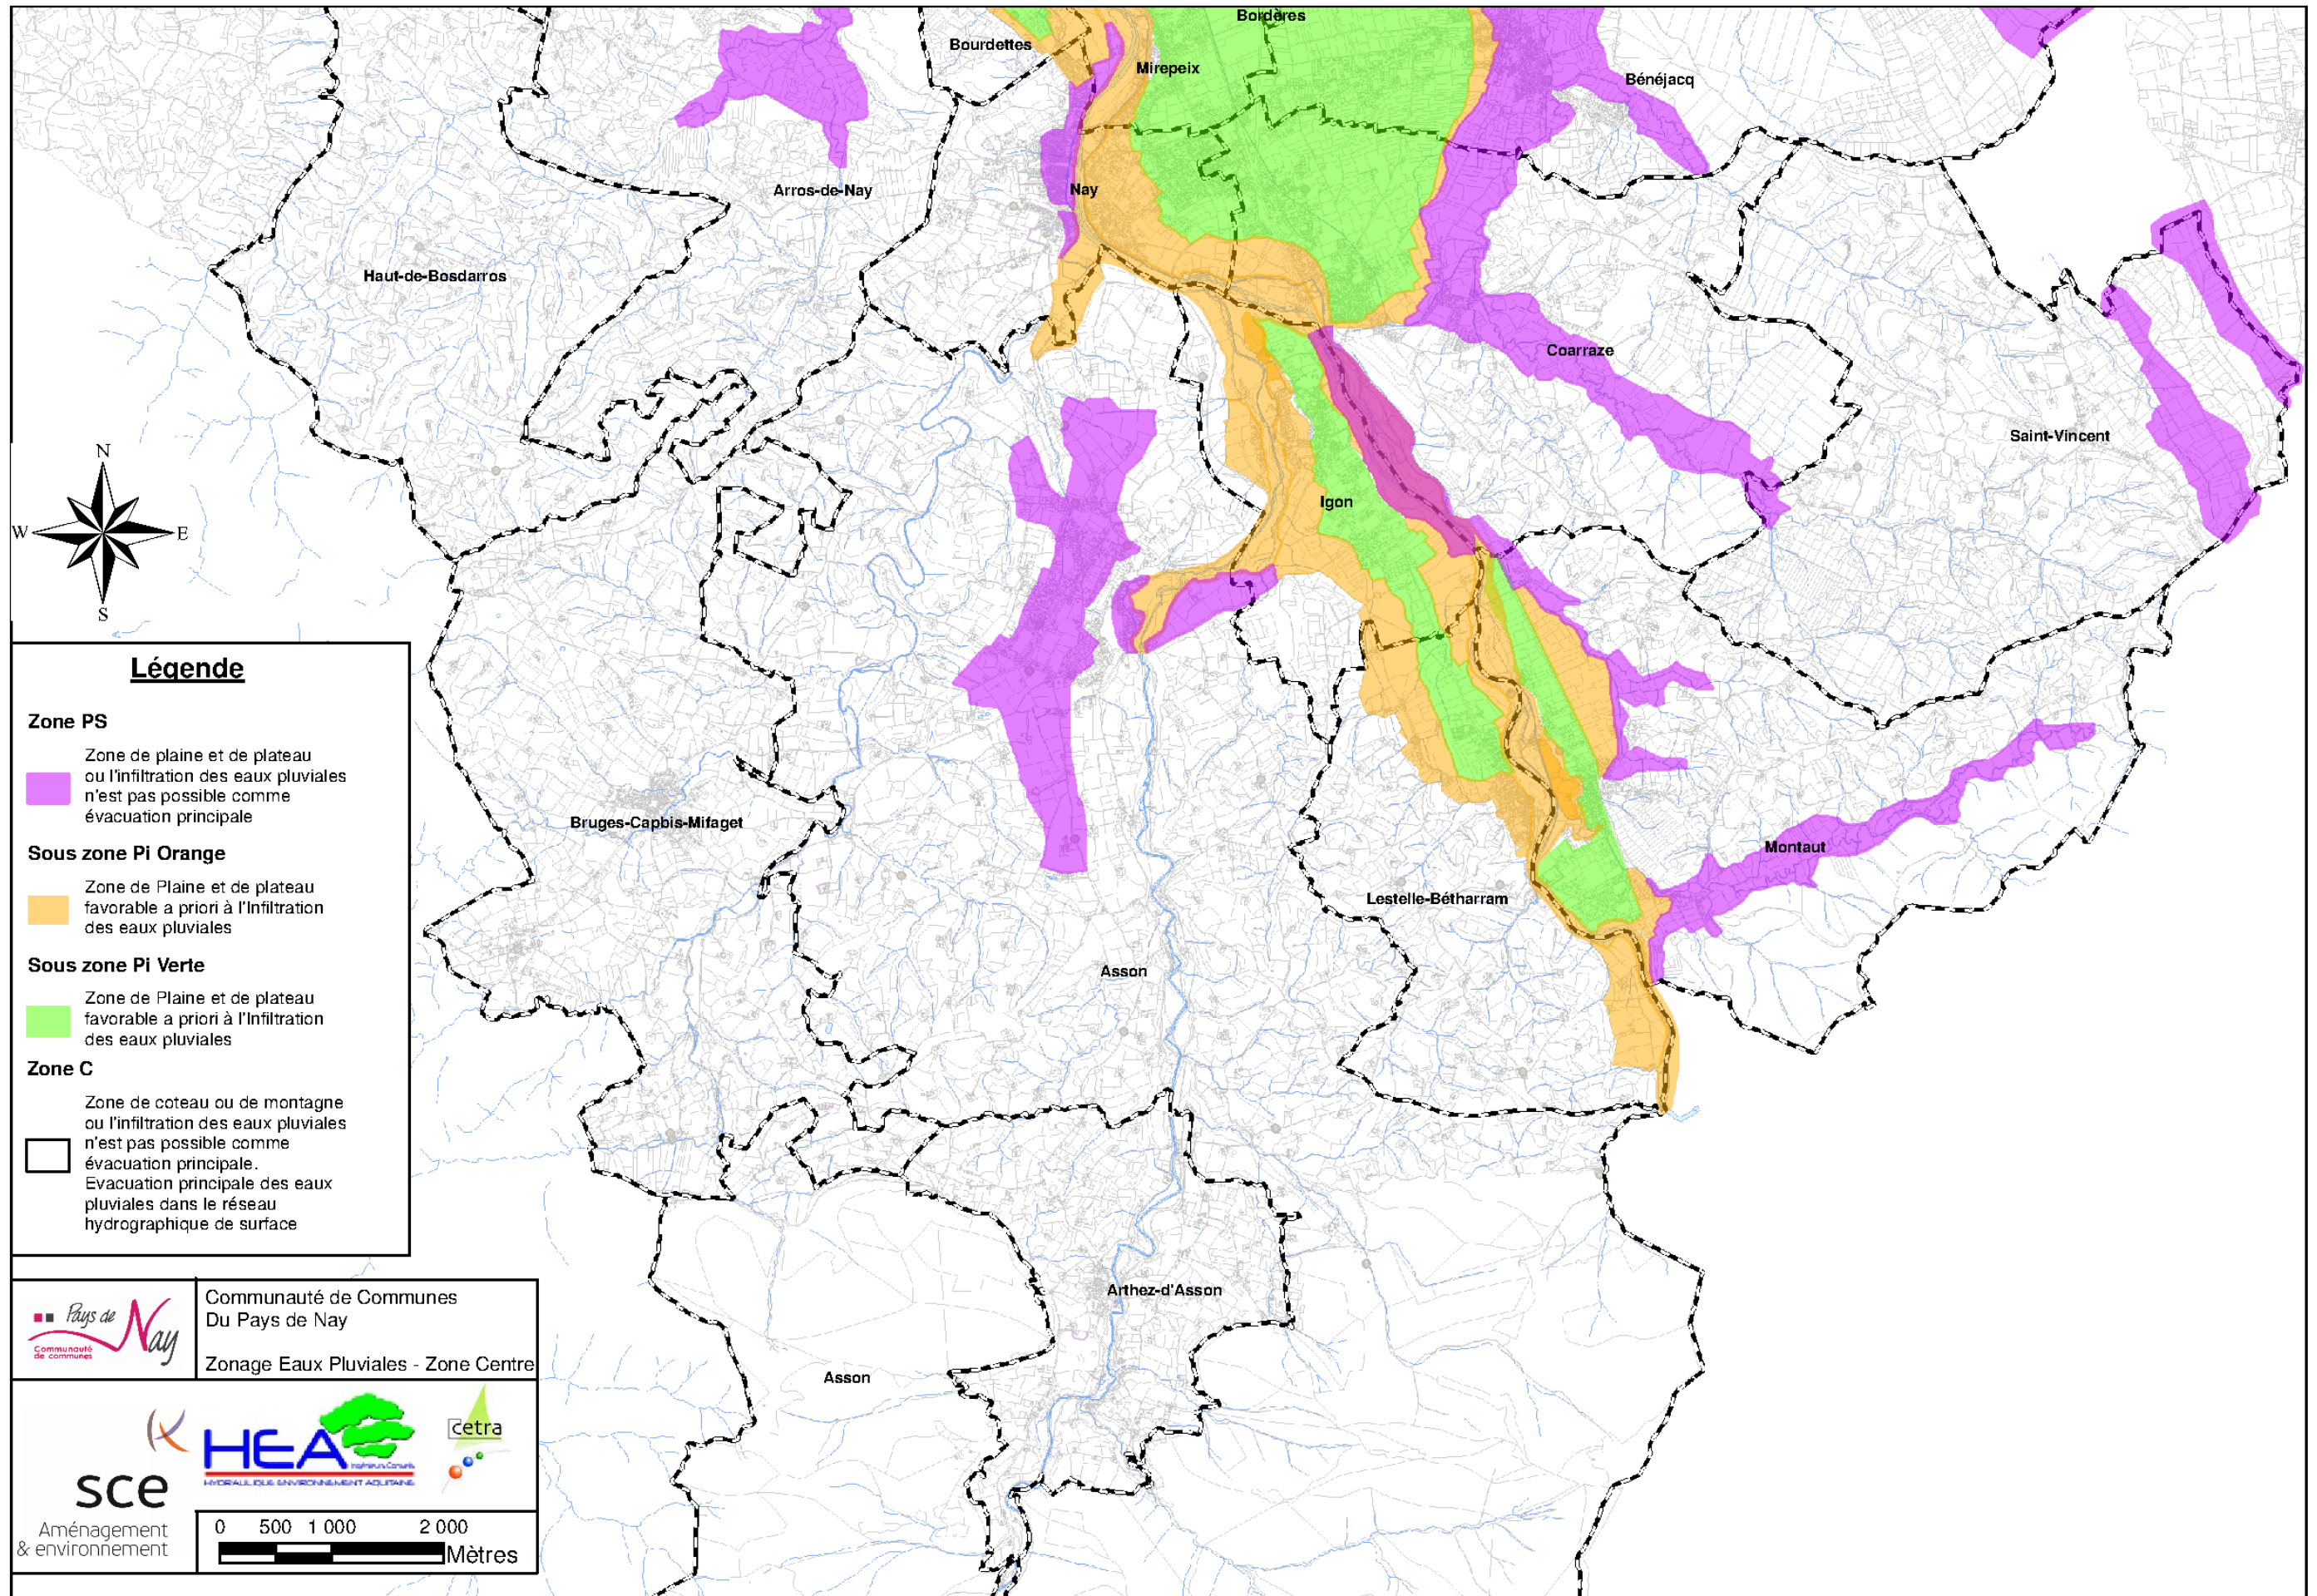 Bordères
Bourdettes
Mirepeix
Bénéjacq
Nay
Arros-de-Nay
Haut-de-Bosdarros
Coarraze
Saint-Vincent
Igon
Bruges-Capbis-Mifaget
Montaut
Lestelle-Bétharram
Asson
Arthez-d'Asson
Asson
N
W
E
S
Légende
Zone PS
Zone de plaine et de plateau
ou l'infiltration des eaux pluviales
n'est pas possible comme
évacuation principale
Sous zone Pi Orange
Zone de Plaine et de plateau
favorable a priori à l'Infiltration
des eaux pluviales
Sous zone Pi Verte
Zone de Plaine et de plateau
favorable a priori à l'Infiltration
des eaux pluviales
Zone C
Zone de coteau ou de montagne
ou l'infiltration des eaux pluviales
n'est pas possible comme
évacuation principale.
Evacuation principale des eaux
pluviales dans le réseau
hydrographique de surface
Pays de
Nay
Communauté
de communes
Communauté de Communes
Du Pays de Nay
Zonage Eaux Pluviales - Zone Centre
sce
Aménagement
& environnement
HEA
HYDRAULIQUE ENVIRONNEMENT AQUITAINE
cetra
0 500 1 000 2 000
Mètres